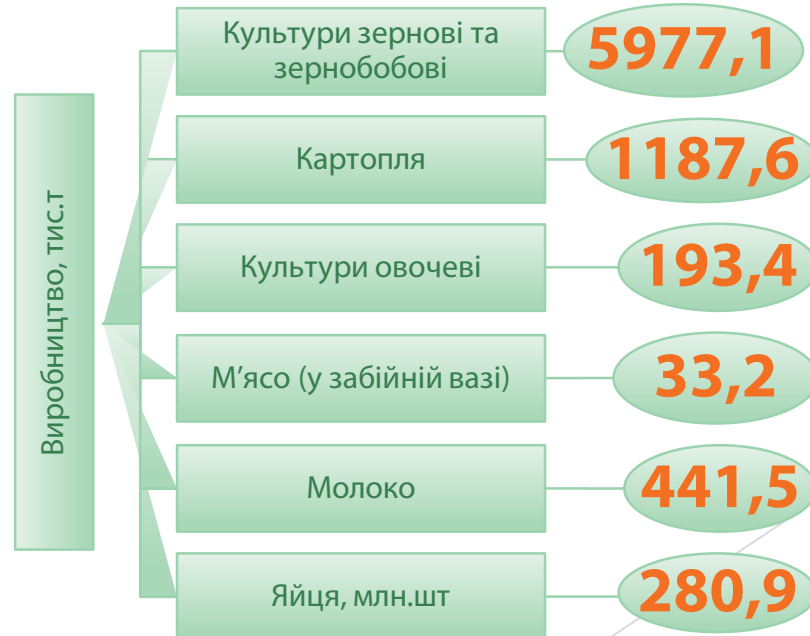 Виробництво, тис.т
Культури зернові та
зернобобові
5977,1
Картопля
1187,6
Культури овочеві
193,4
М’ясо (у забійній вазі)
33,2
Молоко
441,5
Яйця, млн.шт
280,9